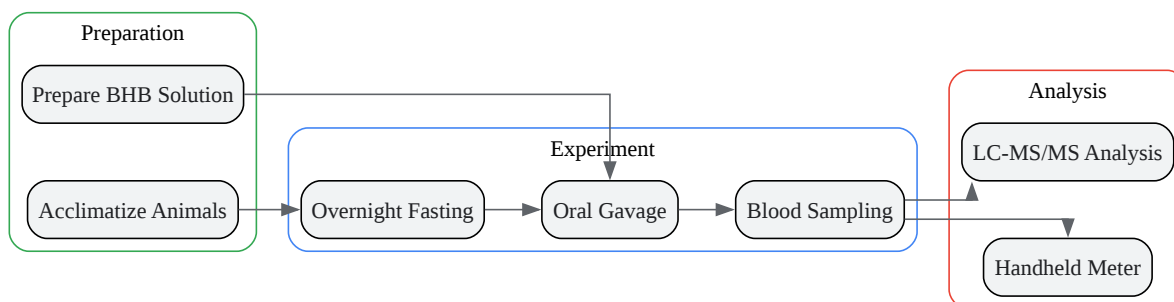 Preparation
Prepare BHB Solution
Acclimatize Animals
Experiment
Overnight Fasting
Oral Gavage
Blood Sampling
Analysis
LC-MS/MS Analysis
Handheld Meter